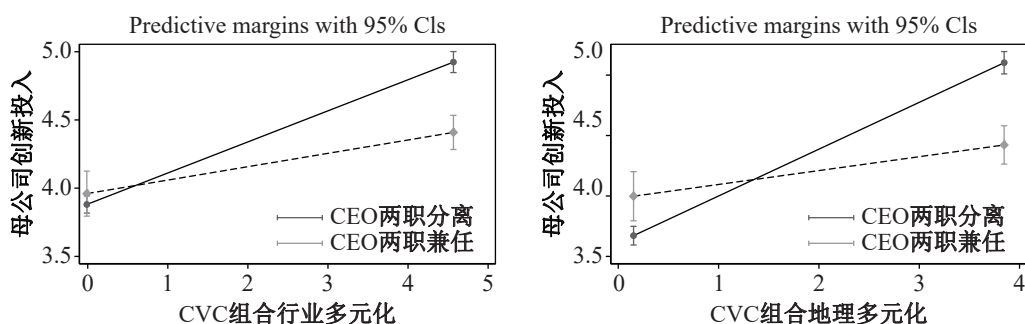 Predictive margins with 95% CIs
5.0
4.5
4.0
3.5
母公司创新投入
CEO两职分离
CEO两职兼任
0 1 2 3 4 5
CVC组合行业多元化
Predictive margins with 95% CIs
5.0
4.5
4.0
3.5
母公司创新投入
CEO两职分离
CEO两职兼任
0 1 2 3 4
CVC组合地理多元化